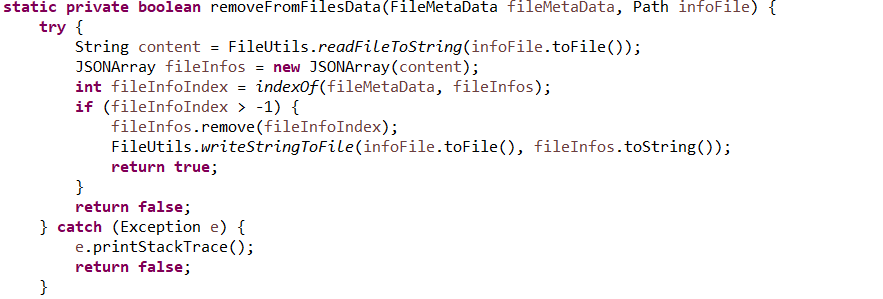 static private boolean removeFromFilesData(FileMetaData fileMetaData, Path infoFile) {
    try {
        String content = FileUtils.readFileToString(infoFile.toFile());
        JSONArray fileInfos = new JSONArray(content);
        int fileInfoIndex = indexOf(fileMetaData, fileInfos);
        if (fileInfoIndex > -1) {
            fileInfos.remove(fileInfoIndex);
            FileUtils.writeStringToFile(infoFile.toFile(), fileInfos.toString());
            return true;
        }
        return false;
    } catch (Exception e) {
        e.printStackTrace();
        return false;
    }